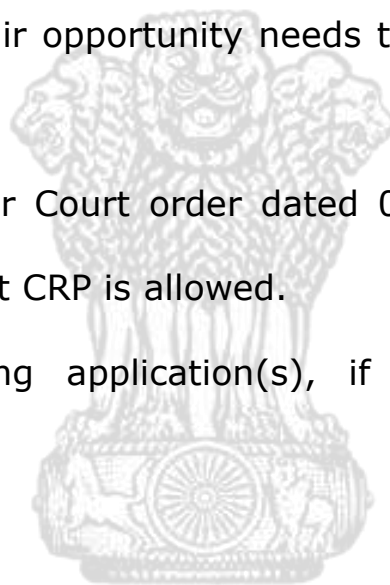 ir opportunity needs t
r Court order dated 0
t CRP is allowed.
ng application(s), if